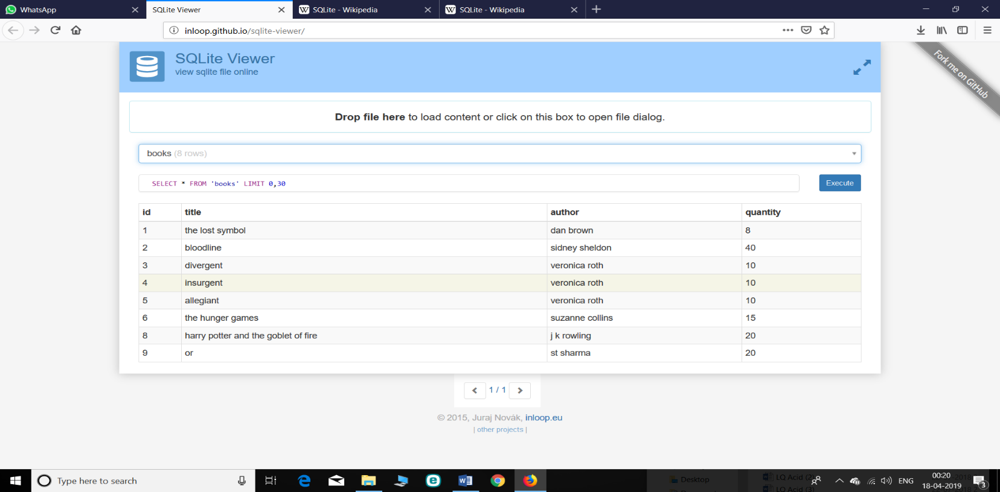 WhatsApp
SQLite Viewer
SQLite - Wikipedia
SQLite - Wikipedia
inloop.github.io/sqlite-viewer/
SQLite Viewer
view sqlite file online
Fork me on GitHub
Drop file here to load content or click on this box to open file dialog.
books (8 rows)
SELECT * FROM 'books' LIMIT 0,30
Execute
id title author quantity
1 the lost symbol dan brown 8
2 bloodline sidney sheldon 40
3 divergent veronica roth 10
4 insurgent veronica roth 10
5 allegiant veronica roth 10
6 the hunger games suzanne collins 15
8 harry potter and the goblet of fire j k rowling 20
9 or st sharma 20
1 / 1
© 2015, Juraj Novák, inloop.eu
| other projects |
Type here to search
Desktop
LQ Acid (2)
LQ Acid (3)
ENG
00:20
18-04-2019
3